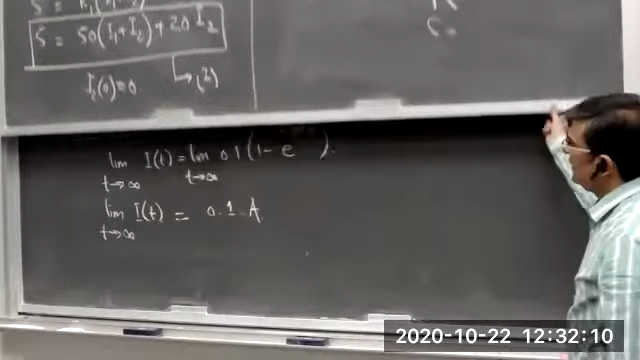 5 = 50(I₁+I₂) + 20 I₂
I₂(0)=0
→(2)
lim I(t) = lim 0.1(1- e ).
t→∞ t→∞
lim I(t) = 0.1 A.
t→∞
2020-10-22 12:32:10